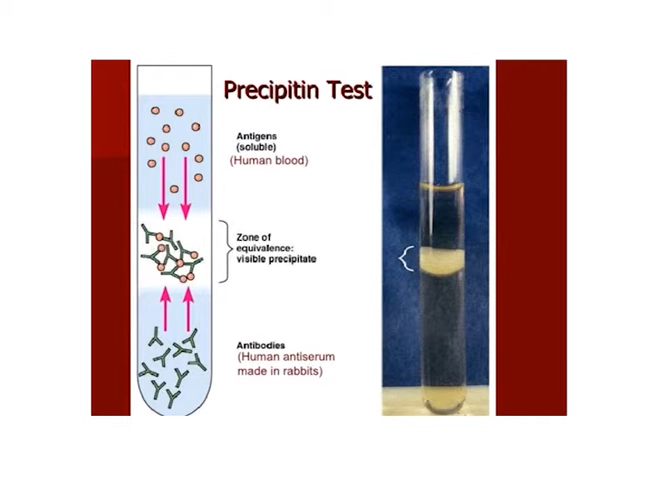 Precipitin Test
Antigens
(soluble)
(Human blood)
Zone of
equivalence:
visible precipitate
Antibodies
(Human antiserum
made in rabbits)